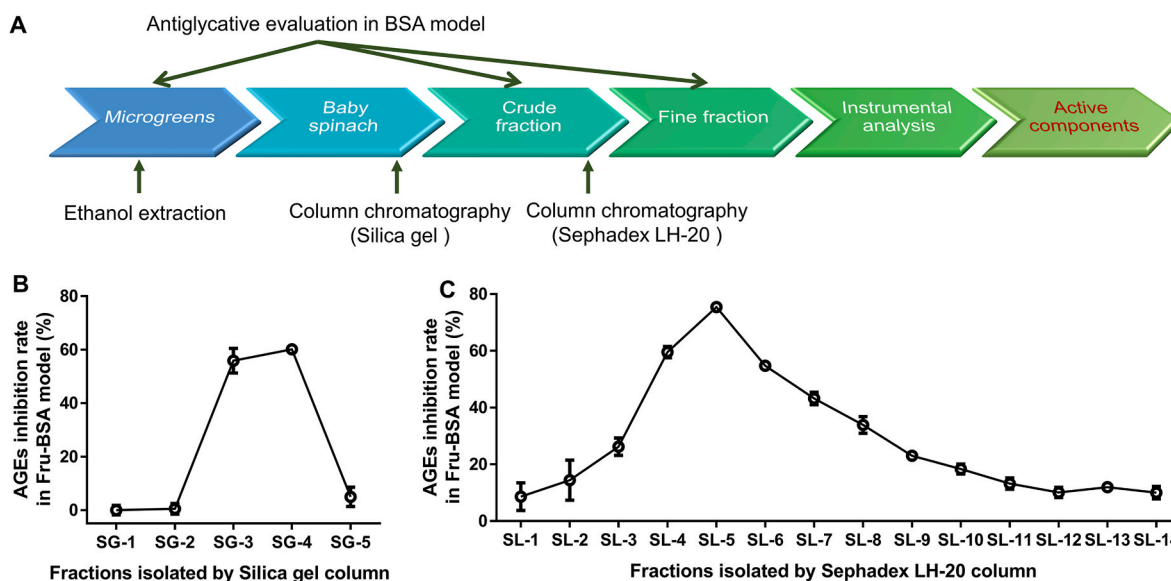 A
Antiglycative evaluation in BSA model
Microgreens
Baby
spinach
Crude
fraction
Fine fraction
Instrumental
analysis
Active
components
Ethanol extraction
Column chromatography
(Silica gel )
Column chromatography
(Sephadex LH-20 )
B
AGEs inhibition rate
in Fru-BSA model (%)
80
60
40
20
0
SG-1 SG-2 SG-3 SG-4 SG-5
Fractions isolated by Silica gel column
C
AGEs inhibition rate
in Fru-BSA model (%)
80
60
40
20
0
SL-1 SL-2 SL-3 SL-4 SL-5 SL-6 SL-7 SL-8 SL-9 SL-10 SL-11 SL-12 SL-13 SL-14
Fractions isolated by Sephadex LH-20 column